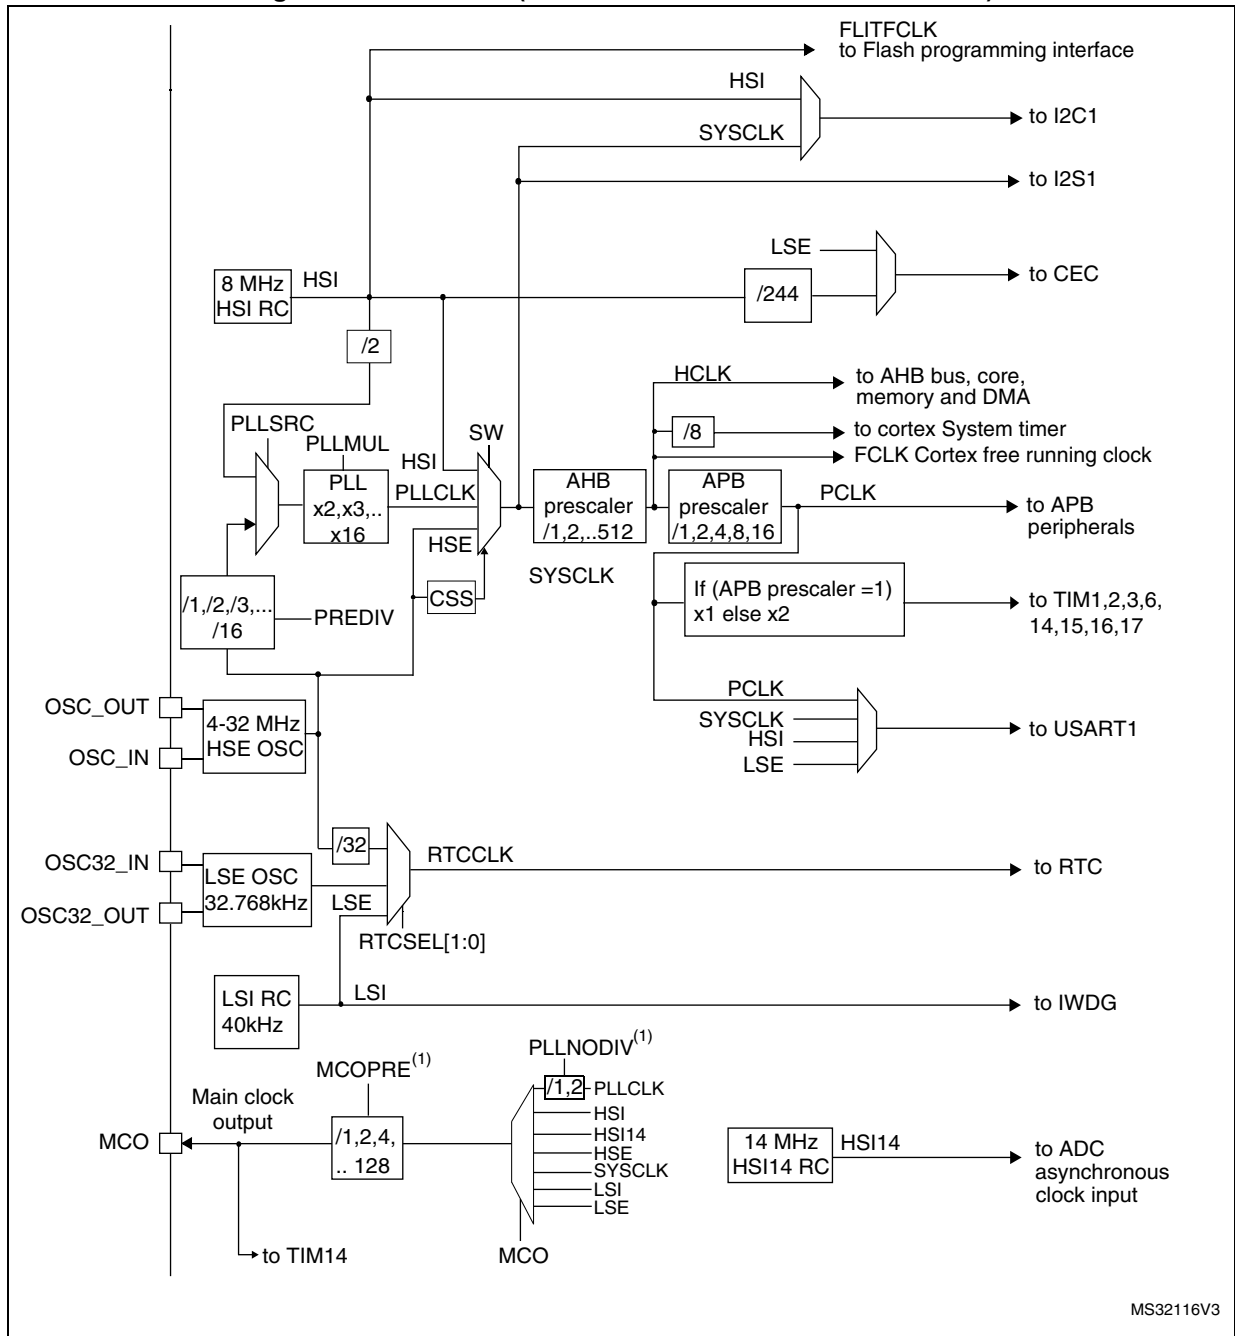 FLITFCLK
to Flash programming interface
HSI
to I2C1
SYSCLK
to I2S1
LSE
to CEC
8 MHz
HSI RC
HSI
/244
/2
HCLK
to AHB bus, core,
memory and DMA
/8
to cortex System timer
FCLK Cortex free running clock
PLLSRC
PLLMUL
SW
HSI
PLL
x2,x3,..
x16
PLLCLK
HSE
AHB
prescaler
/1,2,..512
APB
prescaler
/1,2,4,8,16
PCLK
to APB
peripherals
SYSCLK
CSS
/1,/2,/3,...
/16
PREDIV
If (APB prescaler =1)
x1 else x2
to TIM1,2,3,6,
14,15,16,17
OSC_OUT
OSC_IN
4-32 MHz
HSE OSC
PCLK
SYSCLK
HSI
LSE
to USART1
/32
OSC32_IN
OSC32_OUT
LSE OSC
32.768kHz
LSE
RTCCLK
to RTC
RTCSEL[1:0]
LSI RC
40kHz
LSI
to IWDG
PLLNODIV(1)
MCOPRE(1)
Main clock
output
MCO
/1,2,4,
.. 128
/1,2
PLLCLK
HSI
HSI14
HSE
SYSCLK
LSI
LSE
MCO
to TIM14
14 MHz
HSI14 RC
HSI14
to ADC
asynchronous
clock input
MS32116V3